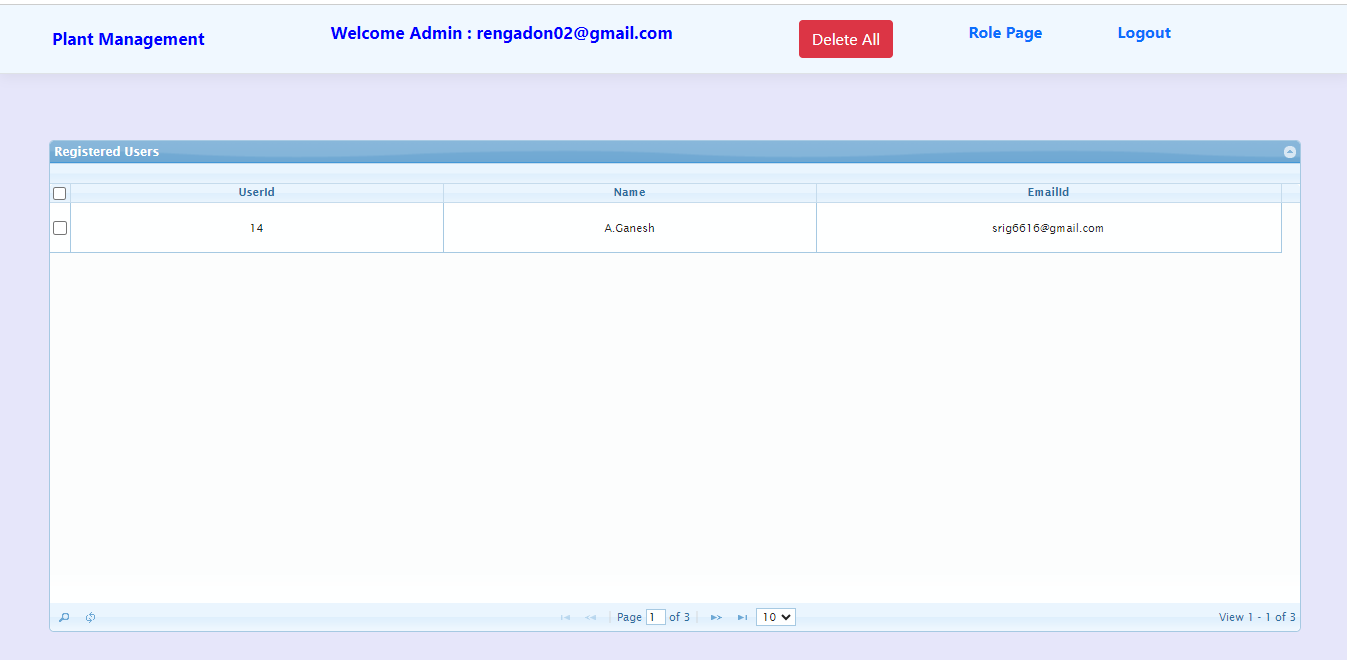 Plant Management
Welcome Admin : rengadon02@gmail.com
Delete All
Role Page
Logout
Registered Users
UserId Name EmailId
14 A.Ganesh srig6616@gmail.com
Page 1 of 3 10 View 1 - 1 of 3